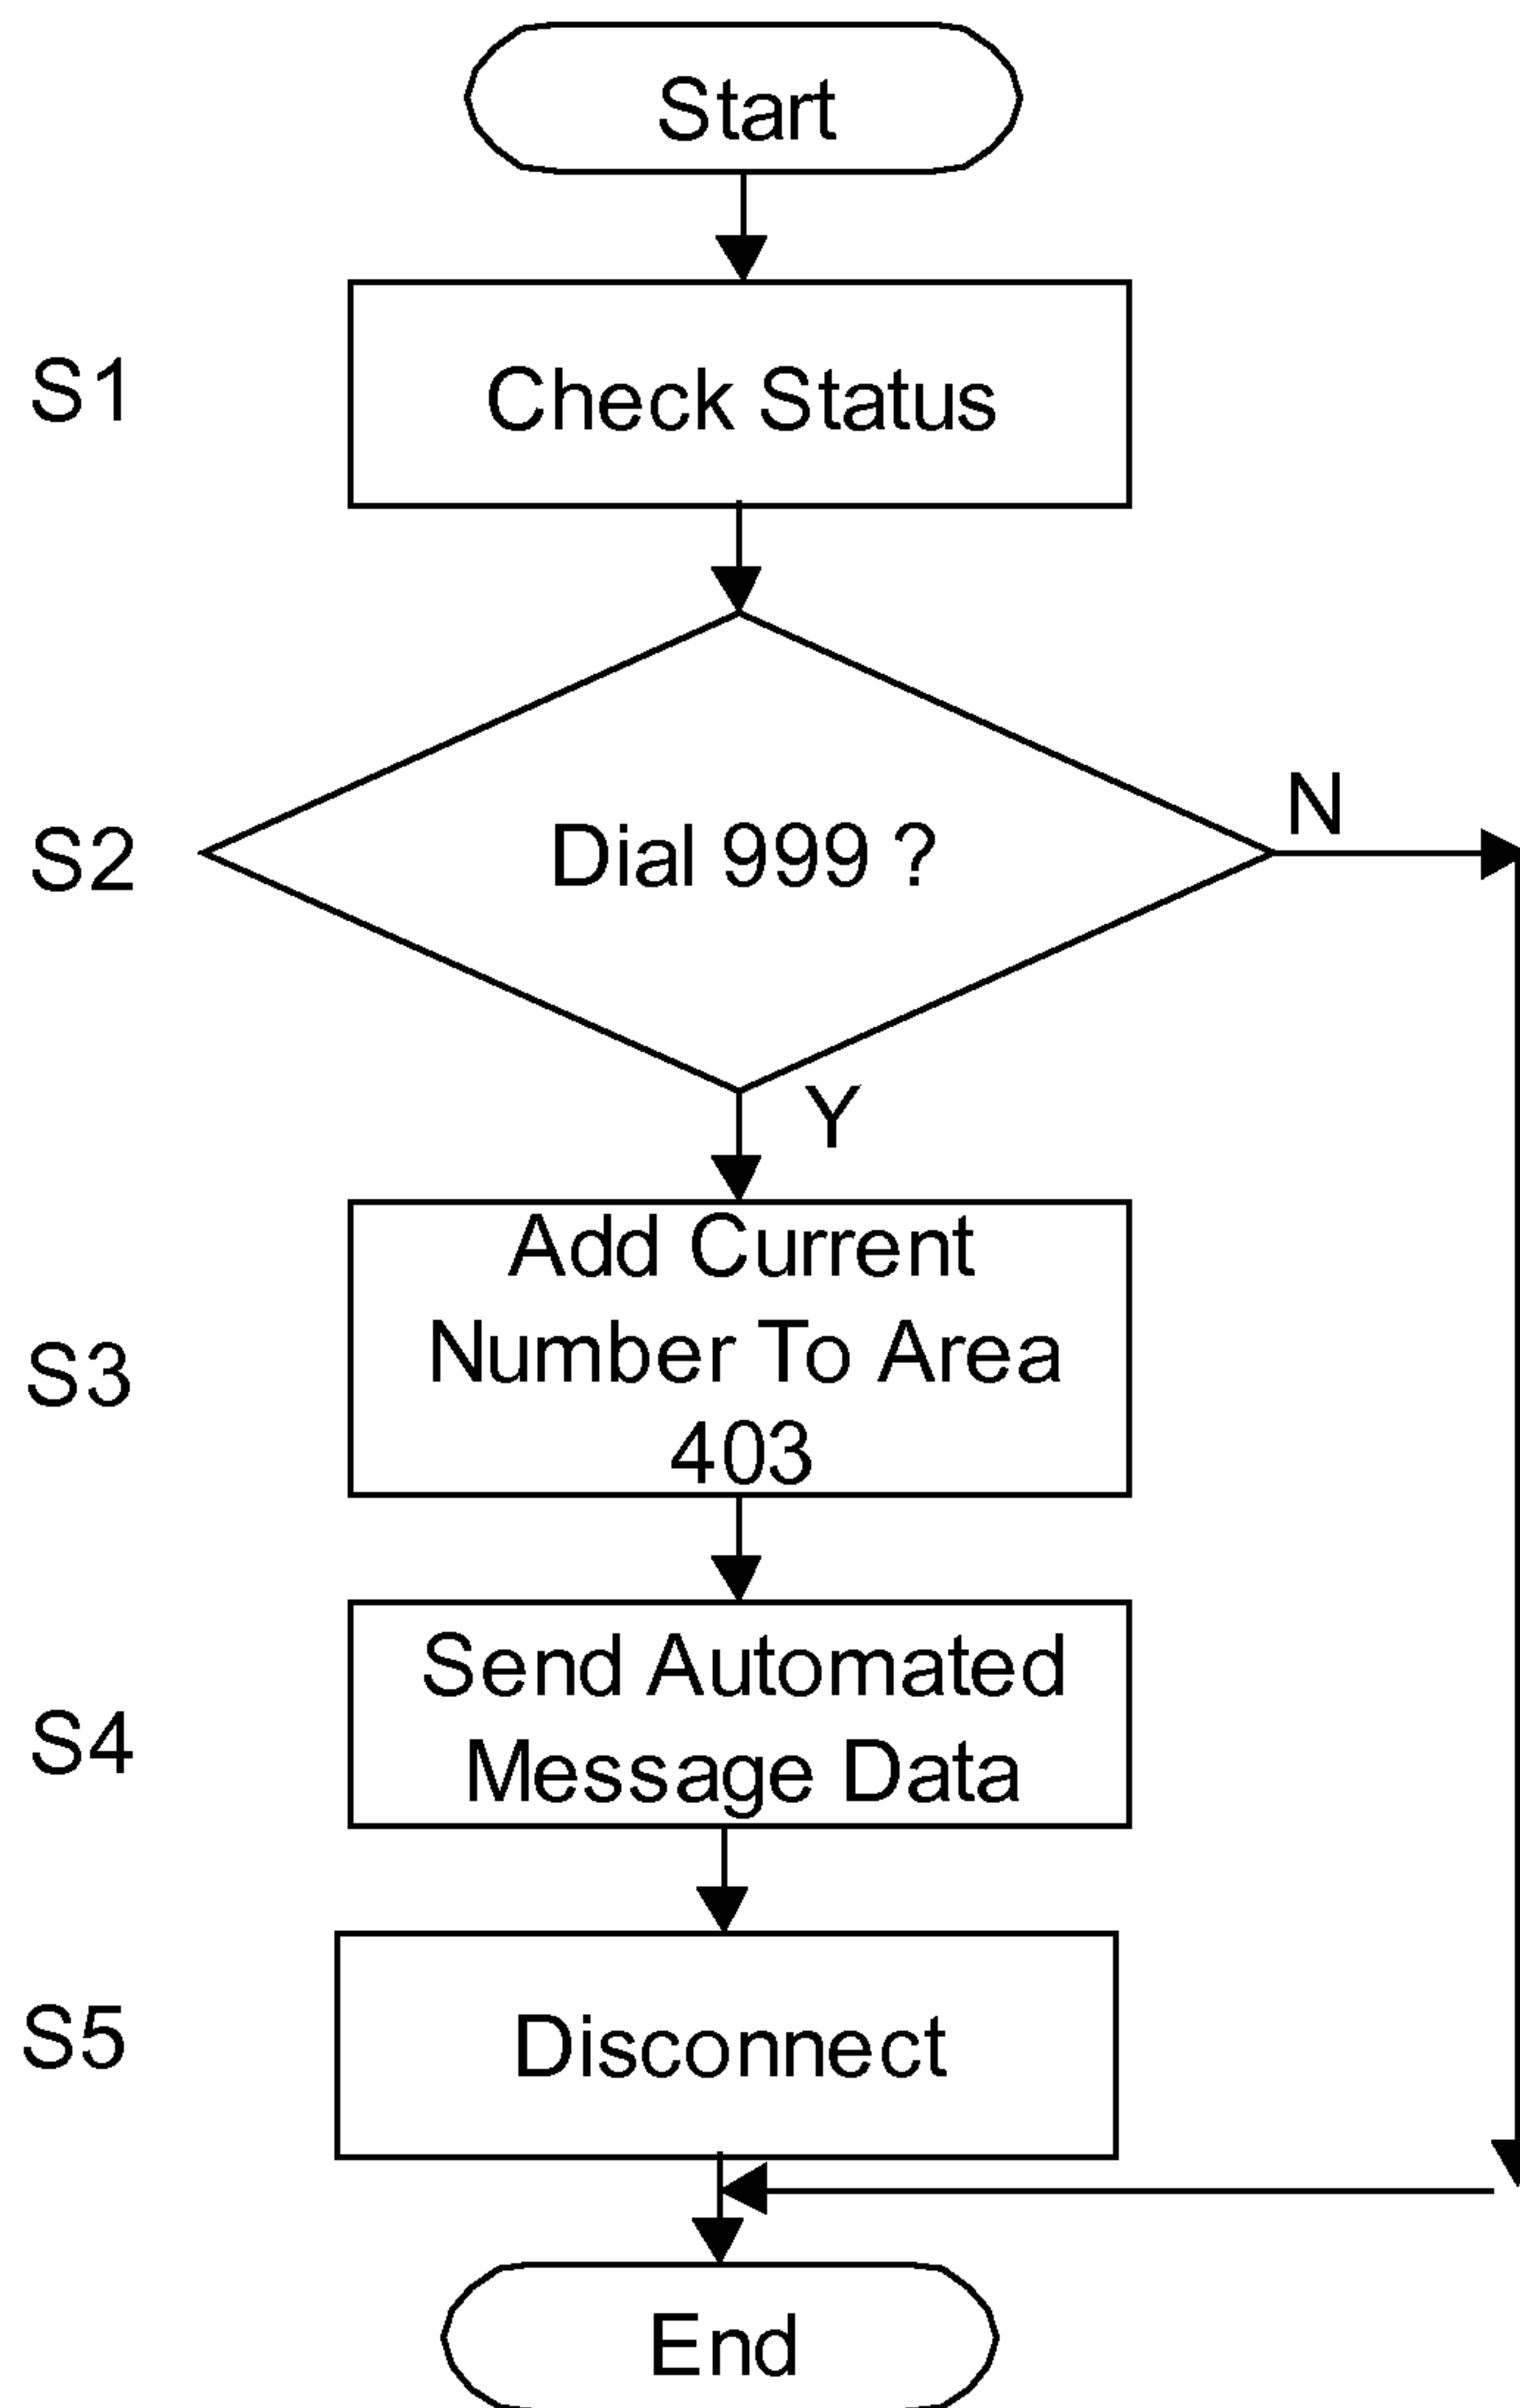 Start
S1
Check Status
S2
Dial 999 ?
N
Y
S3
Add Current
Number To Area
403
S4
Send Automated
Message Data
S5
Disconnect
End